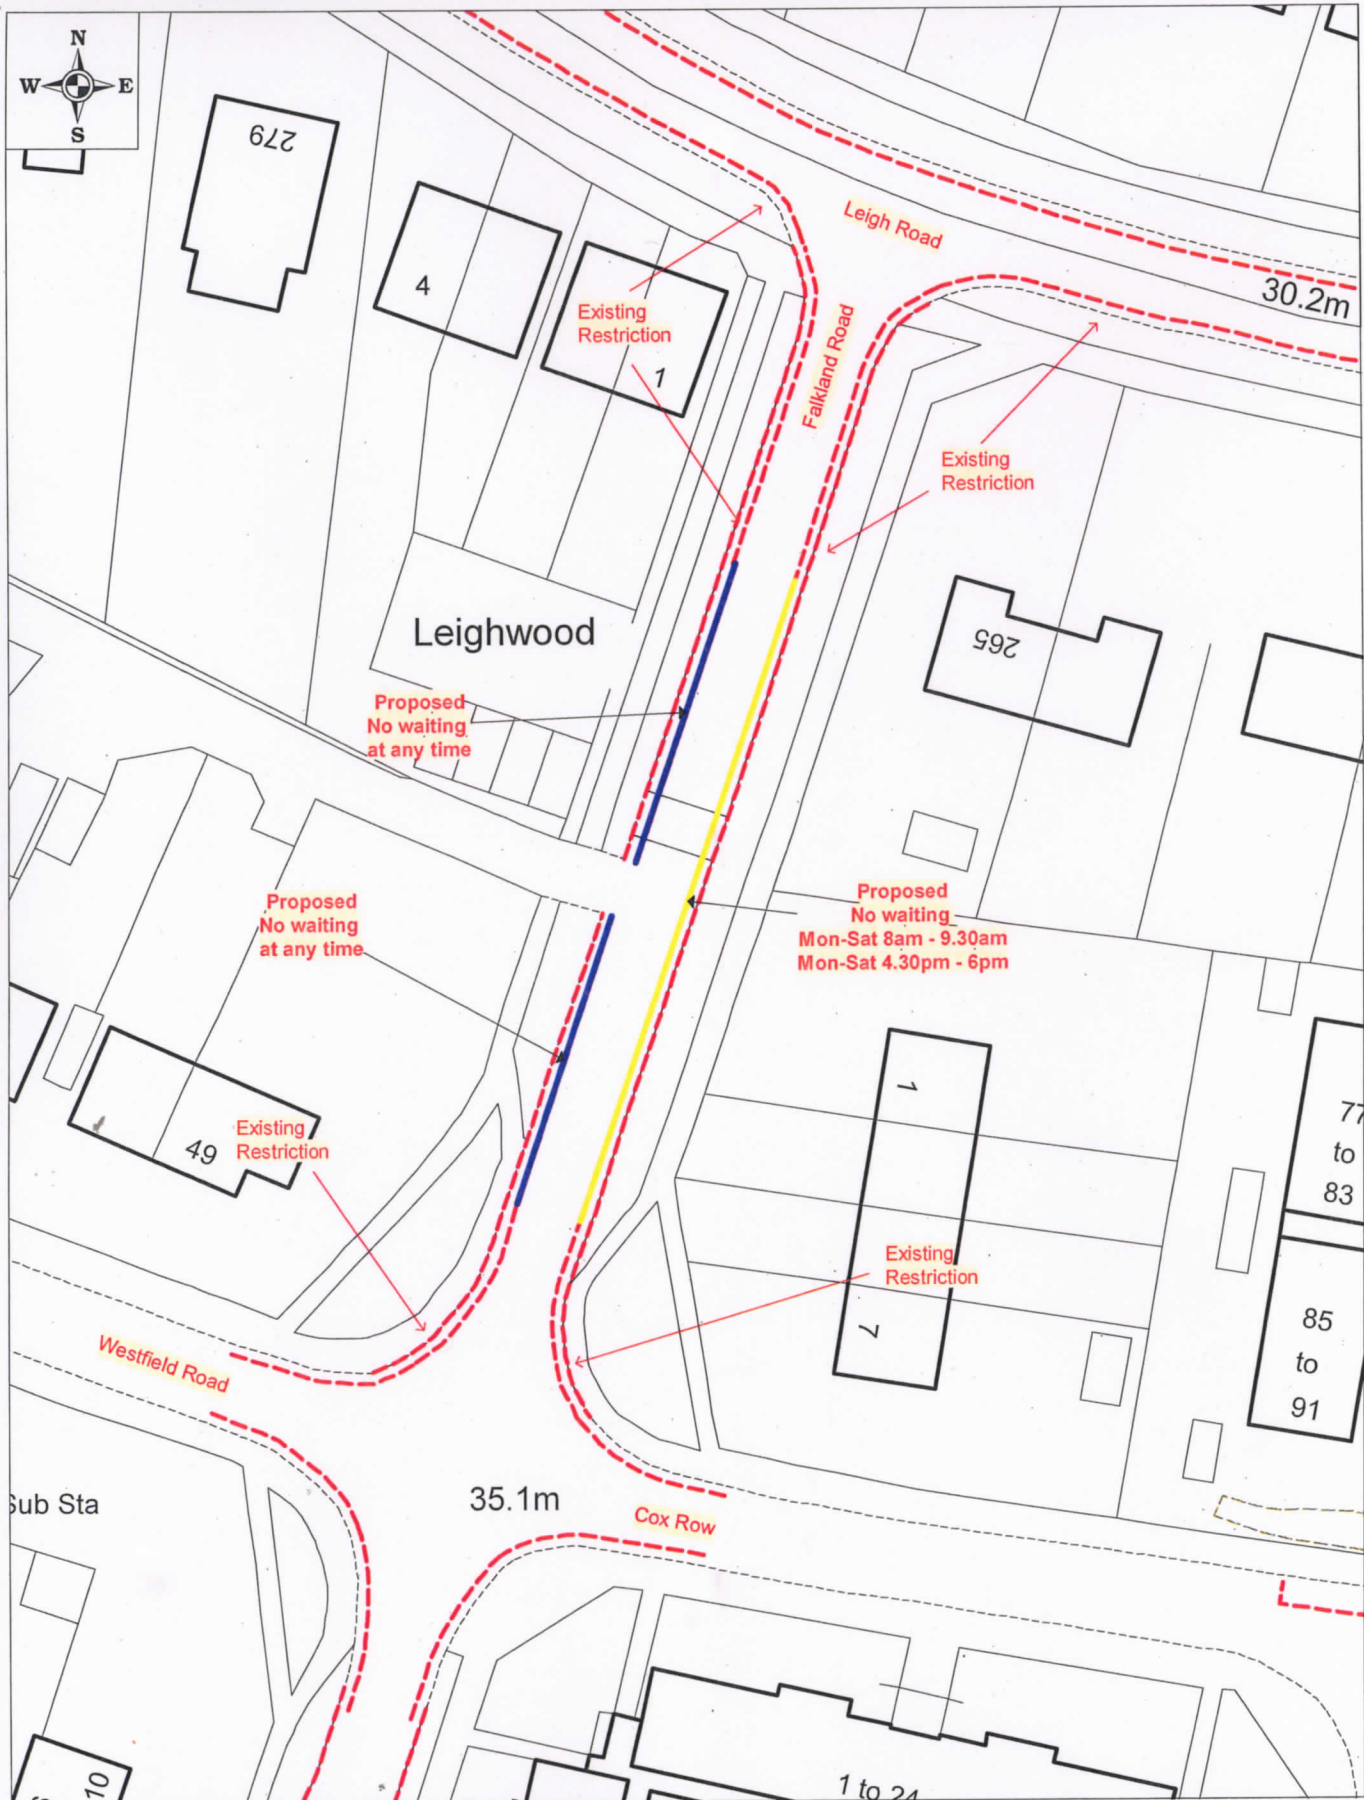 N
W E
S
279
4
1
Leigh Road
30.2m
Existing
Restriction
Falkland Road
Existing
Restriction
Leighwood
265
Proposed
No waiting
at any time
Proposed
No waiting
at any time
Proposed
No waiting
Mon-Sat 8am - 9.30am
Mon-Sat 4.30pm - 6pm
1
77
to
83
49
Existing
Restriction
Existing
Restriction
7
85
to
91
Westfield Road
Sub Sta
35.1m
Cox Row
10
1 to 24